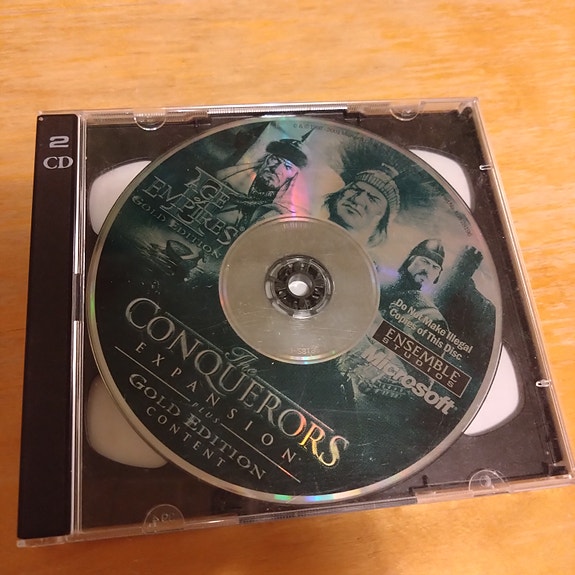 2
CD
AGE
OF
EMPIRES
II
GOLD EDITION
The
CONQUERORS
EXPANSION
PLUS
GOLD EDITION
CONTENT
Do Not Make Illegal
Copies of This Disc
ENSEMBLE
STUDIOS
Microsoft